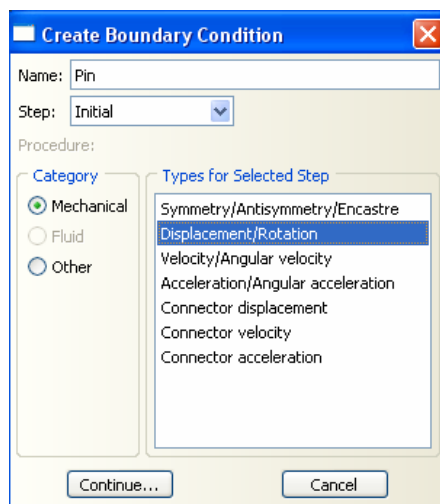 Create Boundary Condition
Name: Pin
Step: Initial
Procedure:
Category
Mechanical
Fluid
Other
Types for Selected Step
Symmetry/Antisymmetry/Encastre
Displacement/Rotation
Velocity/Angular velocity
Acceleration/Angular acceleration
Connector displacement
Connector velocity
Connector acceleration
Continue... Cancel